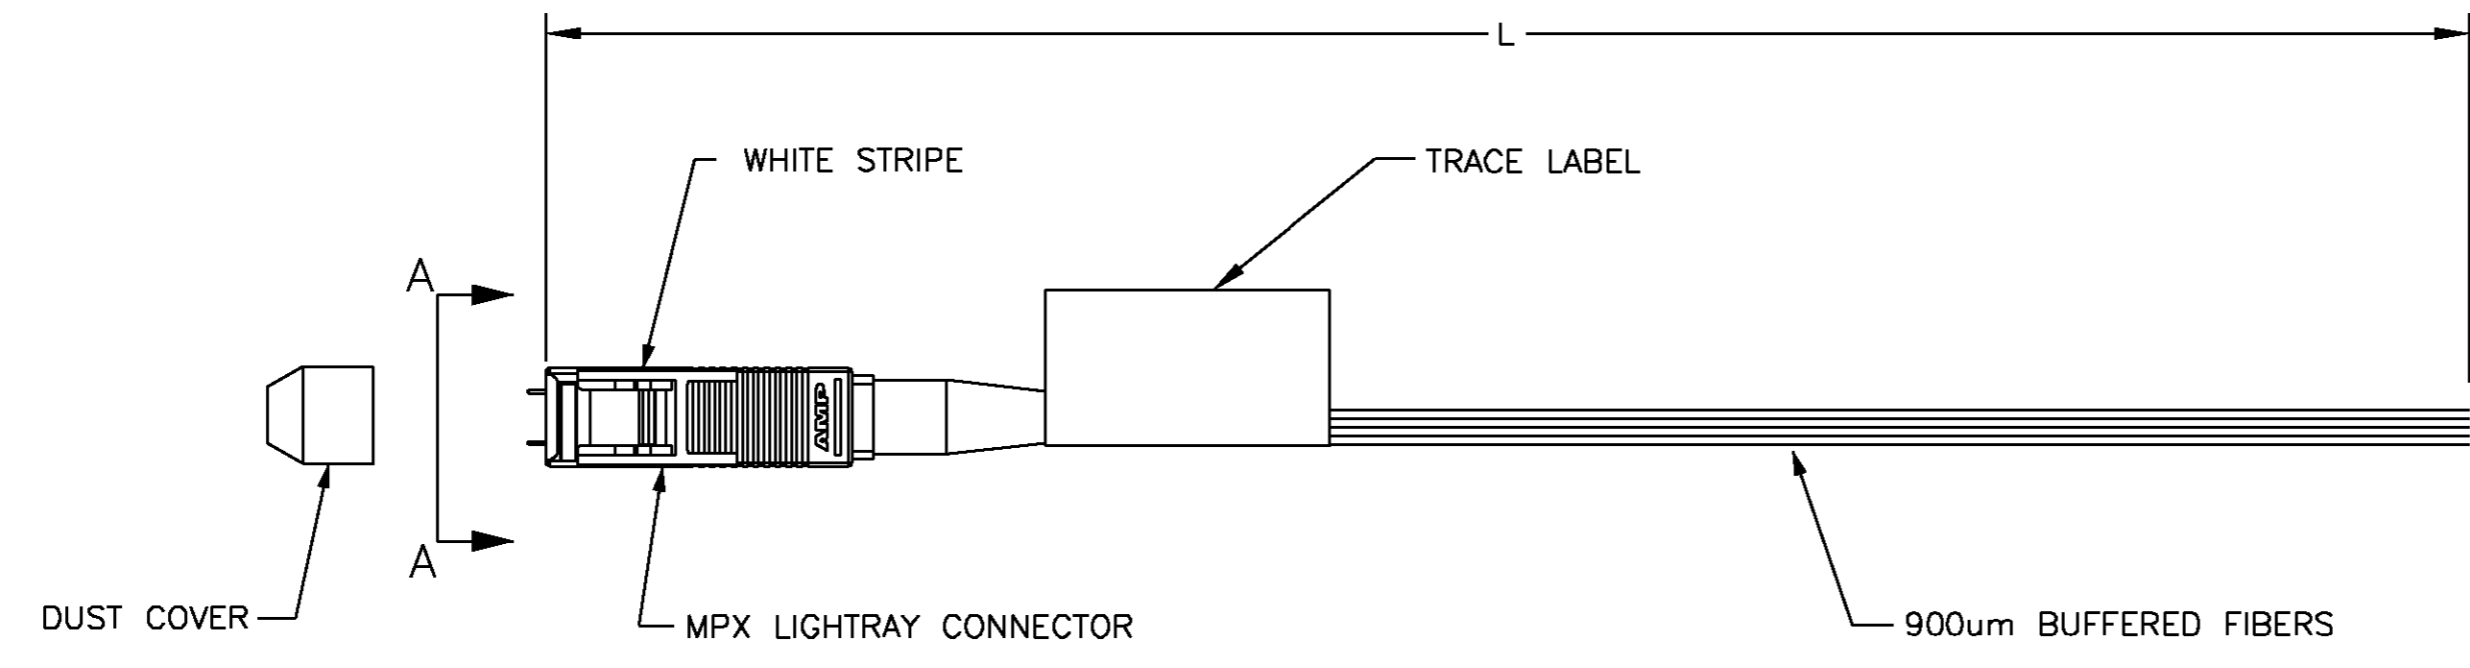 L
WHITE STRIPE
TRACE LABEL
A
AMP
A
DUST COVER
MPX LIGHTRAY CONNECTOR
900um BUFFERED FIBERS